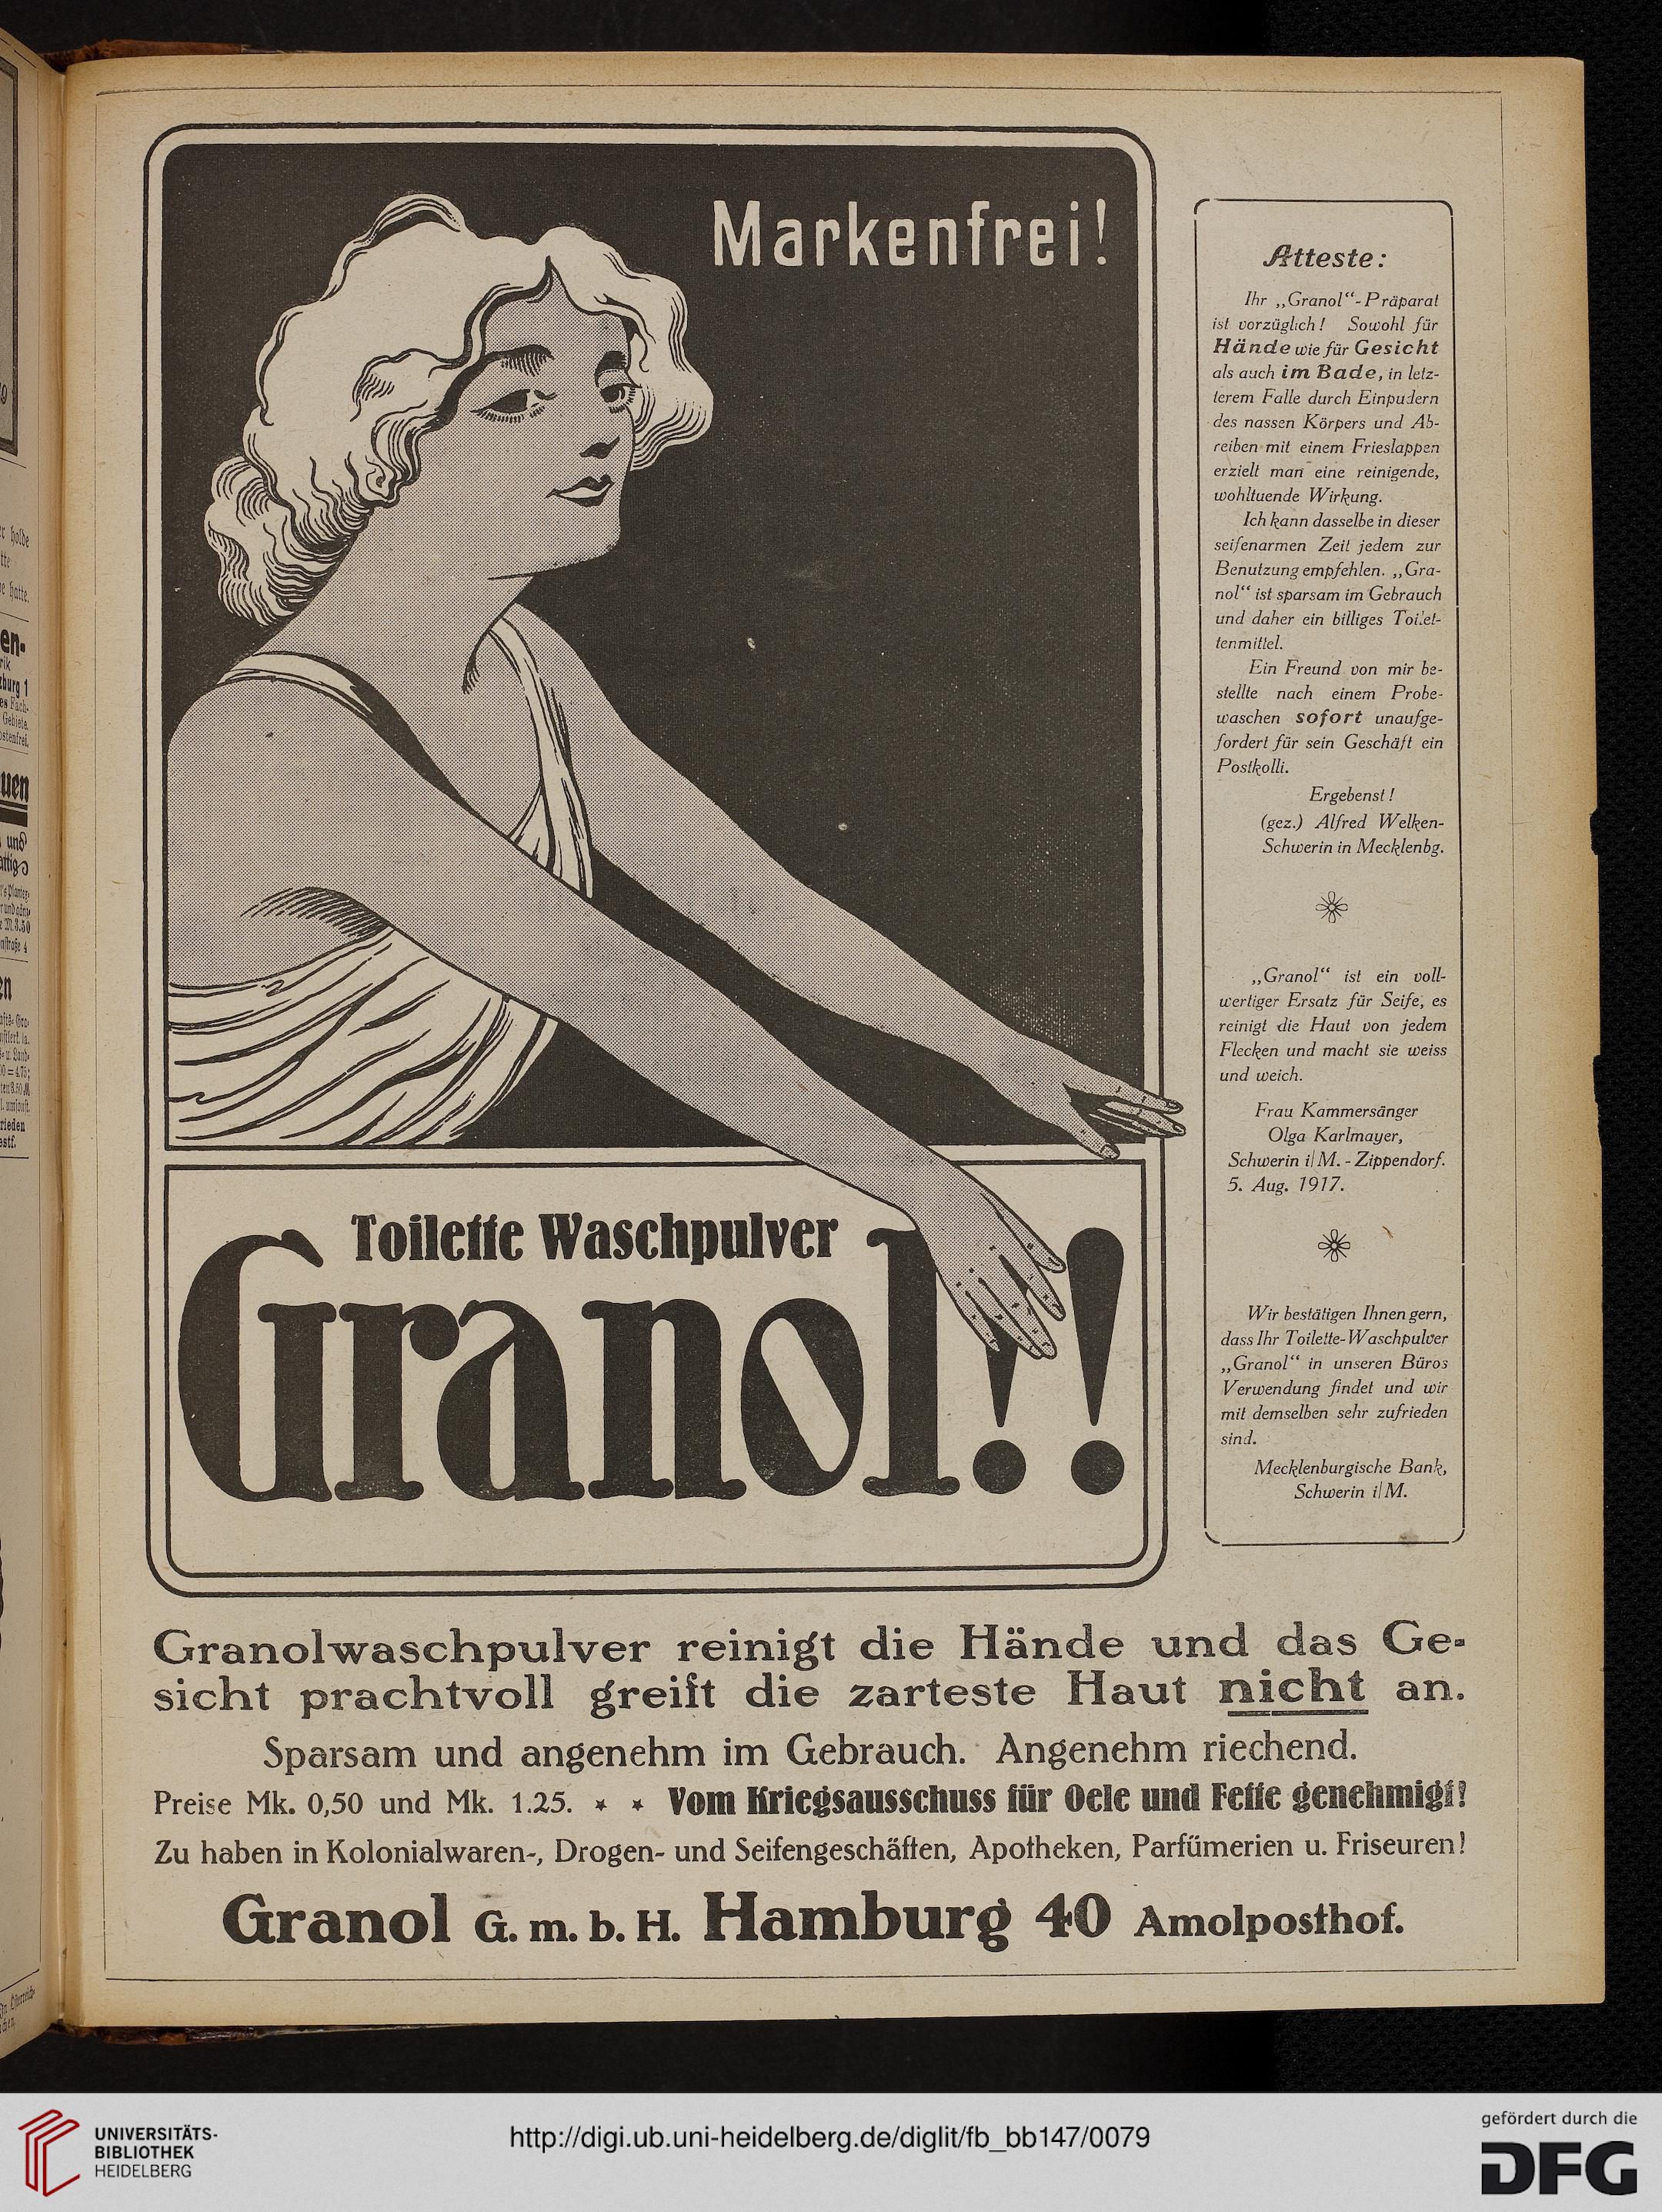 Markenfrei!
Toilette Waschpulver
Granol!!
Atteste:
Ihr „Granol“-Präparat
ist vorzüglich! Sowohl für
Hände wie für Gesicht
als auch im Bade, in letz-
terem Falle durch Einpudern
des nassen Körpers und Ab-
reiben mit einem Frieslappen
erzielt man eine reinigende,
wohltuende Wirkung.
Ich kann dasselbe in dieser
seifenarmen Zeit jedem zur
Benutzung empfehlen. „Gra-
nol“ ist sparsam im Gebrauch
und daher ein billiges Toilet-
tenmittel.
Ein Freund von mir be-
stellte nach einem Probe-
waschen sofort unaufge-
fordert für sein Geschäft ein
Postkolli.
Ergebenst!
(gez.) Alfred Welken-
Schwerin in Mecklenbg.
„Granol“ ist ein voll-
wertiger Ersatz für Seife, es
reinigt die Haut von jedem
Flecken und macht sie weiss
und weich.
Frau Kammersänger
Olga Karlmayer,
Schwerin i/M. - Zippendorf.
5. Aug. 1917.
Wir bestätigen Ihnen gern,
dass Ihr Toilette-Waschpulver
„Granol“ in unseren Büros
Verwendung findet und wir
mit demselben sehr zufrieden
sind.
Mecklenburgische Bank,
Schwerin i/M.
Granolwaschpulver reinigt die Hände und das Ge-
sicht prachtvoll greift die zarteste Haut nicht an.
Sparsam und angenehm im Gebrauch. Angenehm riechend.
Preise Mk. 0,50 und Mk. 1.25. * * Vom Kriegsausschuss für Oele und Fette genehmigt!
Zu haben in Kolonialwaren-, Drogen- und Seifengeschäften, Apotheken, Parfümerien u. Friseuren!
Granol G. m. b. H. Hamburg 40 Amolposthof.
UNIVERSITÄTS-
BIBLIOTHEK
HEIDELBERG
http://digi.ub.uni-heidelberg.de/diglit/fb_bb147/0079
gefördert durch die
DFG